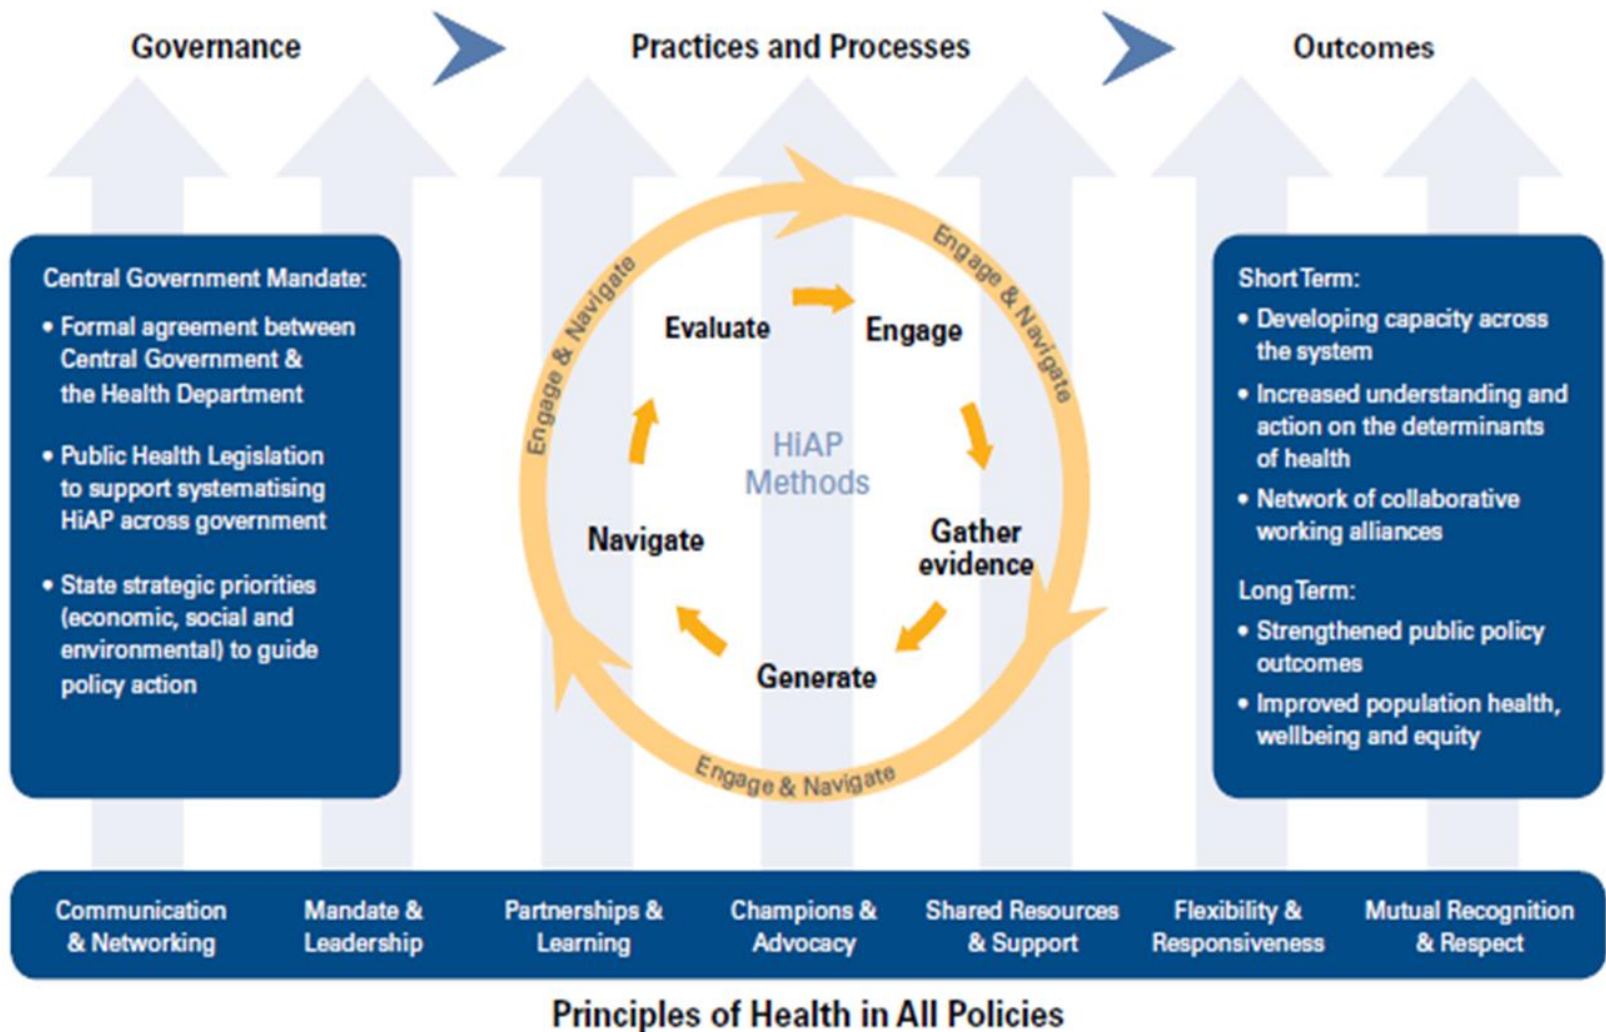 Governance
Practices and Processes
Outcomes
Central Government Mandate:
• Formal agreement between
Central Government &
the Health Department
• Public Health Legislation
to support systematising
HiAP across government
• State strategic priorities
(economic, social and
environmental) to guide
policy action
Engage & Navigate
Engage & Navigate
Engage & Navigate
Evaluate
Engage
HiAP
Methods
Gather
evidence
Navigate
Generate
Short Term:
• Developing capacity across
the system
• Increased understanding and
action on the determinants
of health
• Network of collaborative
working alliances
Long Term:
• Strengthened public policy
outcomes
• Improved population health,
wellbeing and equity
Communication
& Networking
Mandate &
Leadership
Partnerships &
Learning
Champions &
Advocacy
Shared Resources
& Support
Flexibility &
Responsiveness
Mutual Recognition
& Respect
Principles of Health in All Policies